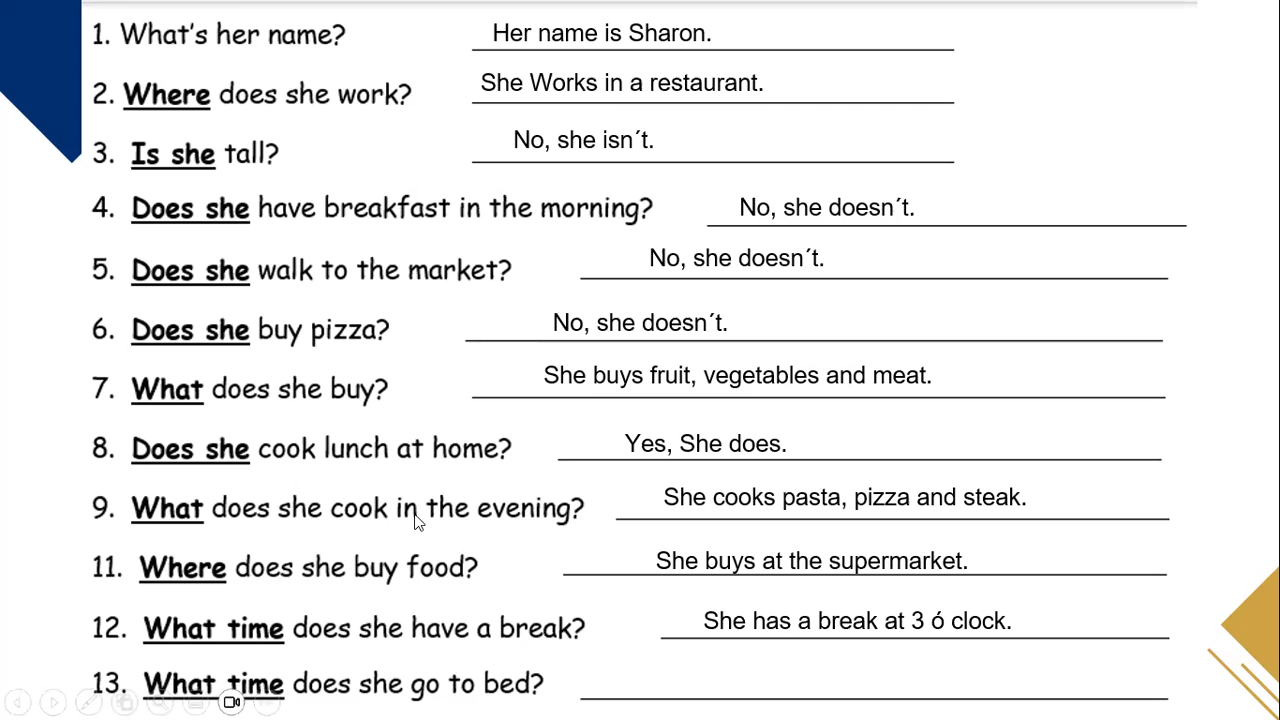 1. What's her name? Her name is Sharon.
2. Where does she work? She Works in a restaurant.
3. Is she tall? No, she isn´t.
4. Does she have breakfast in the morning? No, she doesn´t.
5. Does she walk to the market? No, she doesn´t.
6. Does she buy pizza? No, she doesn´t.
7. What does she buy? She buys fruit, vegetables and meat.
8. Does she cook lunch at home? Yes, She does.
9. What does she cook in the evening? She cooks pasta, pizza and steak.
11. Where does she buy food? She buys at the supermarket.
12. What time does she have a break? She has a break at 3 ó clock.
13. What time does she go to bed?